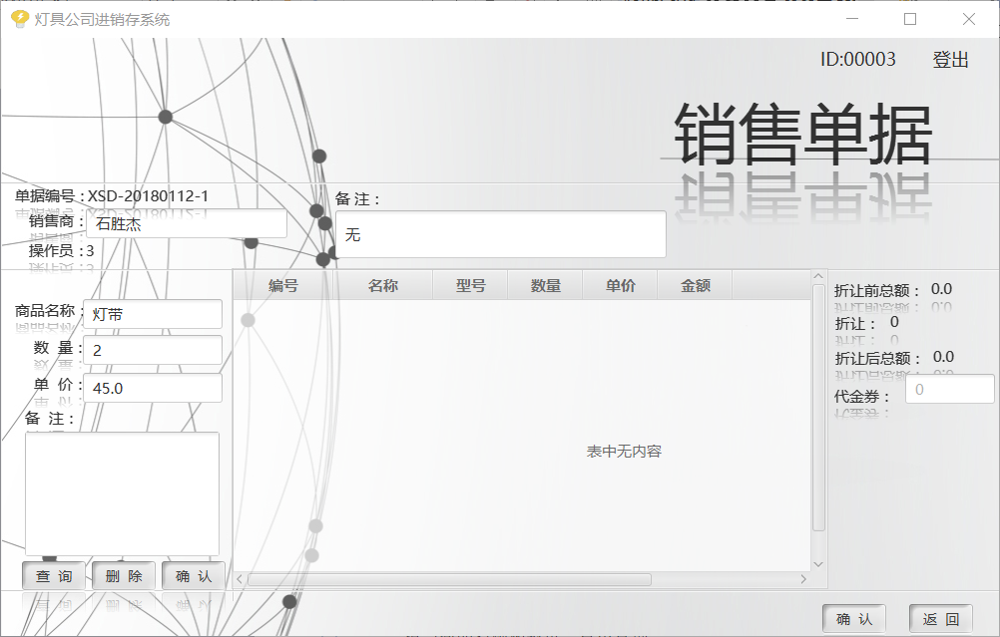 灯具公司进销存系统
ID:00003 登出
销售单据
单据编号：XSD-20180112-1
销售商：石胜杰
操作员：3
备注：
无
商品名称：灯带
数 量：2
单 价：45.0
备 注：
查 询 删 除 确 认
编号 名称 型号 数量 单价 金额
表中无内容
折让前总额： 0.0
折让： 0
折让后总额： 0.0
代金券： 0
确 认 返 回